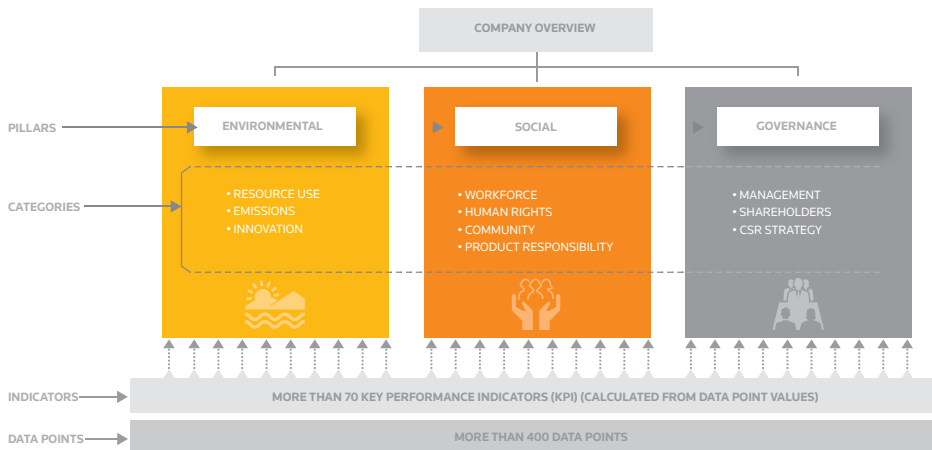 COMPANY OVERVIEW
PILLARS
ENVIRONMENTAL
SOCIAL
GOVERNANCE
CATEGORIES
• RESOURCE USE
• EMISSIONS
• INNOVATION
• WORKFORCE
• HUMAN RIGHTS
• COMMUNITY
• PRODUCT RESPONSIBILITY
• MANAGEMENT
• SHAREHOLDERS
• CSR STRATEGY
INDICATORS
MORE THAN 70 KEY PERFORMANCE INDICATORS (KPI) (CALCULATED FROM DATA POINT VALUES)
DATA POINTS
MORE THAN 400 DATA POINTS